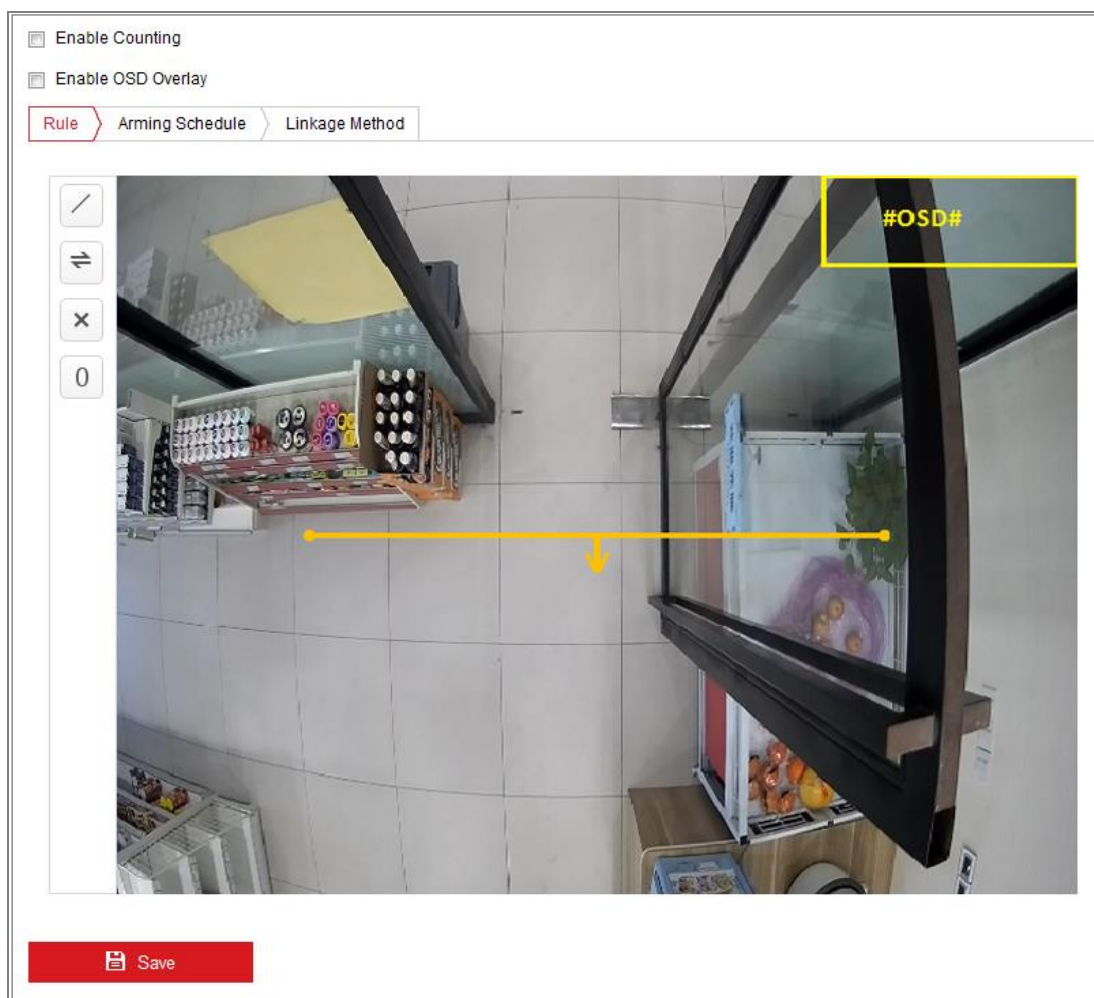 Enable Counting
Enable OSD Overlay
Rule Arming Schedule Linkage Method
#OSD#
0
Save